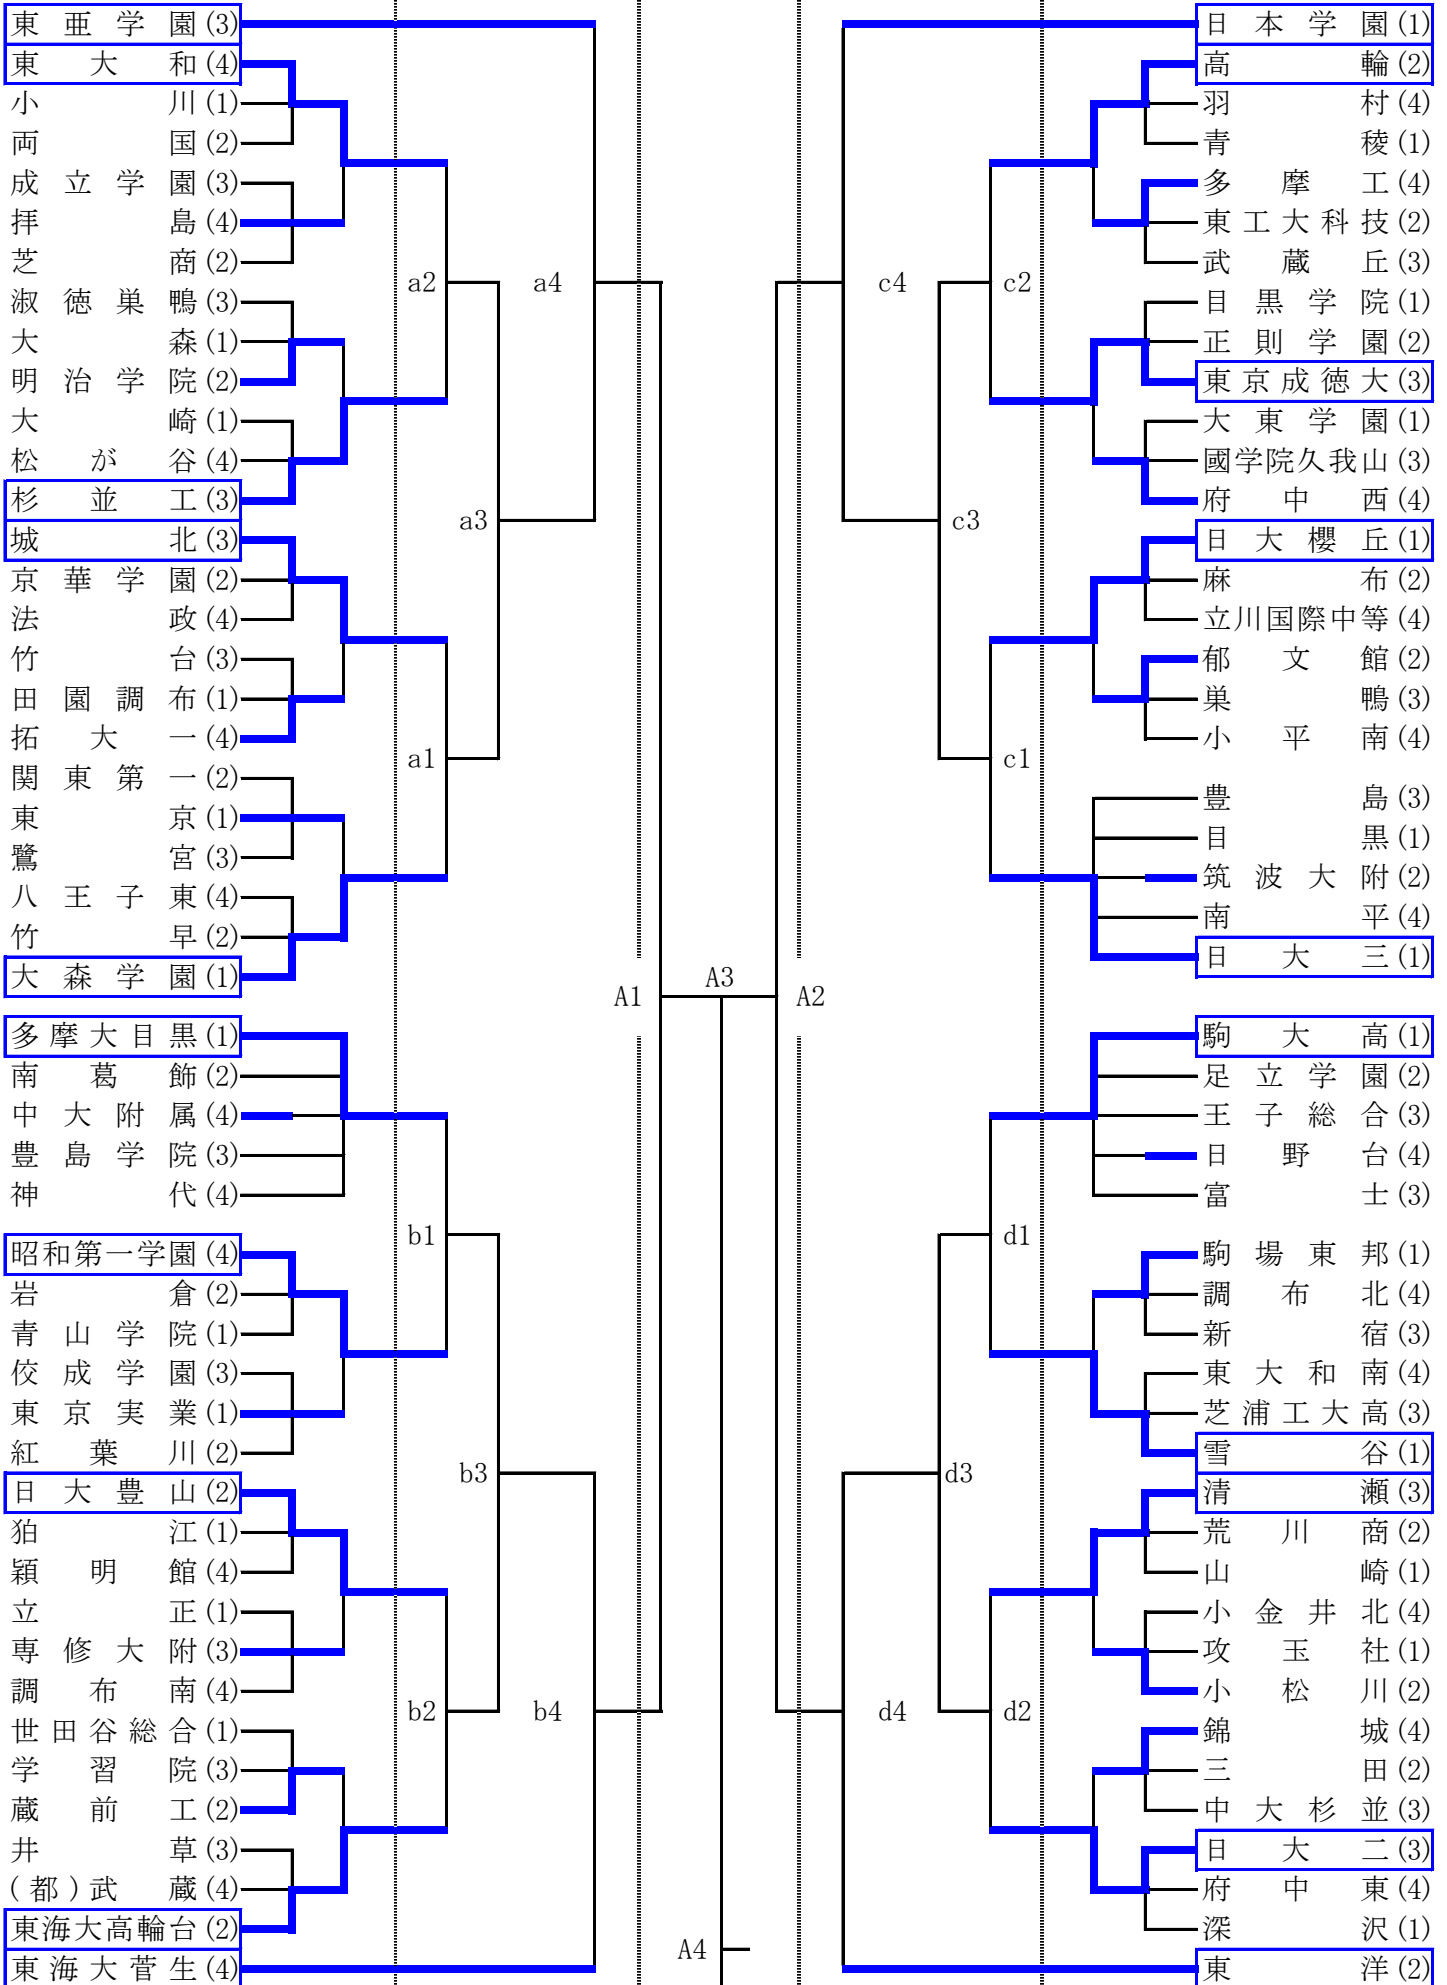 東亜学園(3)
東大和(4)
小川(1)
両国(2)
成立学園(3)
拝島(4)
芝商(2)
淑徳巣鴨(3)
大森(1)
明治学院(2)
大崎(1)
松が谷(4)
杉並工(3)
城北(3)
京華学園(2)
法政(4)
竹台(3)
田園調布(1)
拓大一(4)
関東第一(2)
東京(1)
鷺宮(3)
八王子東(4)
竹早(2)
大森学園(1)
多摩大目黒(1)
南葛飾(2)
中大附属(4)
豊島学院(3)
神代(4)
昭和第一学園(4)
岩倉(2)
青山学院(1)
佼成学園(3)
東京実業(1)
紅葉川(2)
日大豊山(2)
狛江(1)
穎明館(4)
立正(1)
専修大附(3)
調布南(4)
世田谷総合(1)
学習院(3)
蔵前工(2)
井草(3)
(都)武蔵(4)
東海大高輪台(2)
東海大菅生(4)
a2
a4
a3
a1
b1
b3
b2
b4
A1
A3
A2
A4
c4
c2
c3
c1
d1
d3
d4
d2
日本学園(1)
高輪(2)
羽村(4)
青稜(1)
多摩工(4)
東工大科技(2)
武蔵丘(3)
目黒学院(1)
正則学園(2)
東京成徳大(3)
大東学園(1)
國学院久我山(3)
府中西(4)
日大櫻丘(1)
麻布(2)
立川国際中等(4)
郁文館(2)
巣鴨(3)
小平南(4)
豊島(3)
目黒(1)
筑波大附(2)
南平(4)
日大三(1)
駒大高(1)
足立学園(2)
王子総合(3)
日野台(4)
富士(3)
駒場東邦(1)
調布北(4)
新宿(3)
東大和南(4)
芝浦工大高(3)
雪谷(1)
清瀬(3)
荒川商(2)
山崎(1)
小金井北(4)
攻玉社(1)
小松川(2)
錦城(4)
三田(2)
中大杉並(3)
日大二(3)
府中東(4)
深沢(1)
東洋(2)